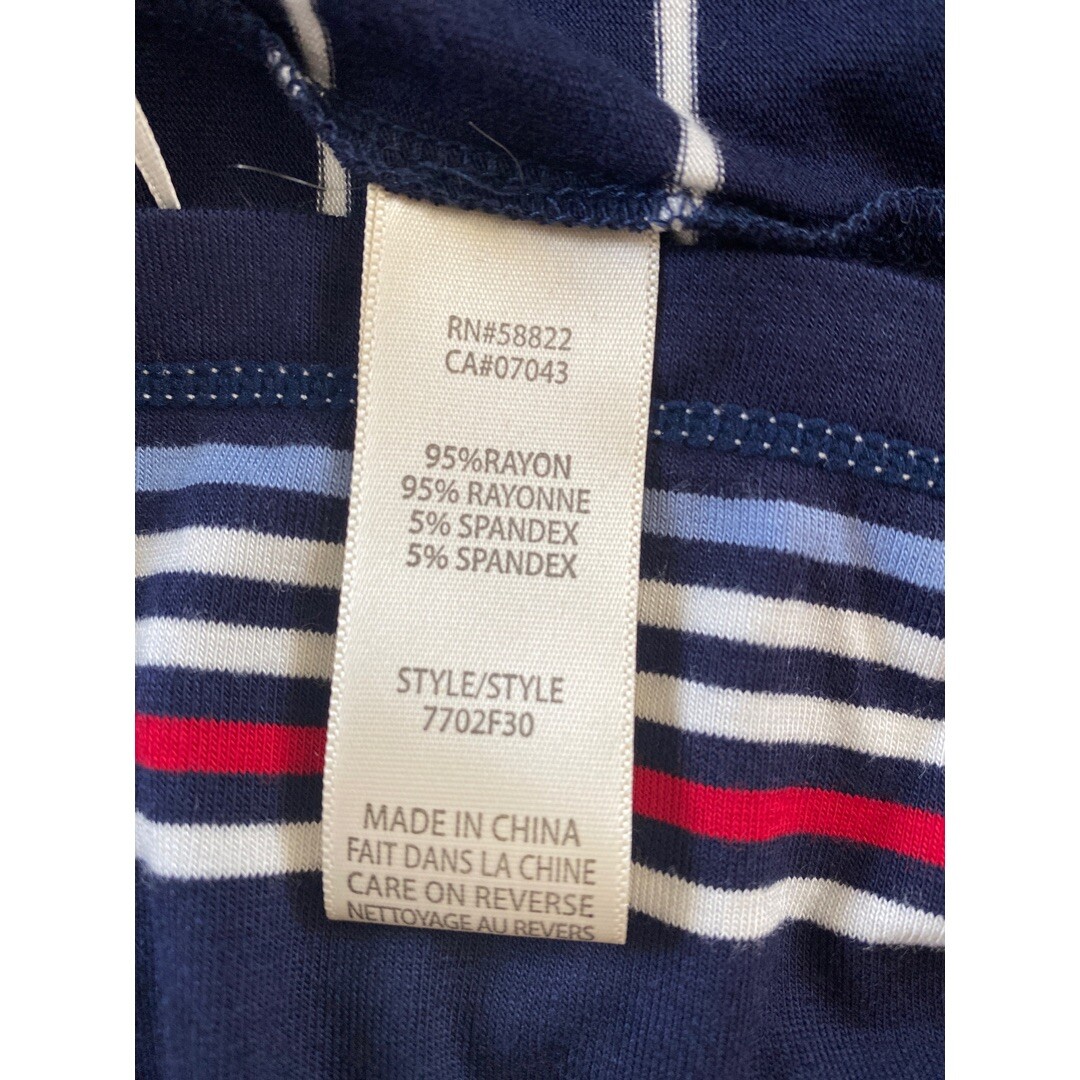 RN#58822
CA#07043
95%RAYON
95% RAYONNE
5% SPANDEX
5% SPANDEX
STYLE/STYLE
7702F30
MADE IN CHINA
FAIT DANS LA CHINE
CARE ON REVERSE
NETTOYAGE AU REVERS